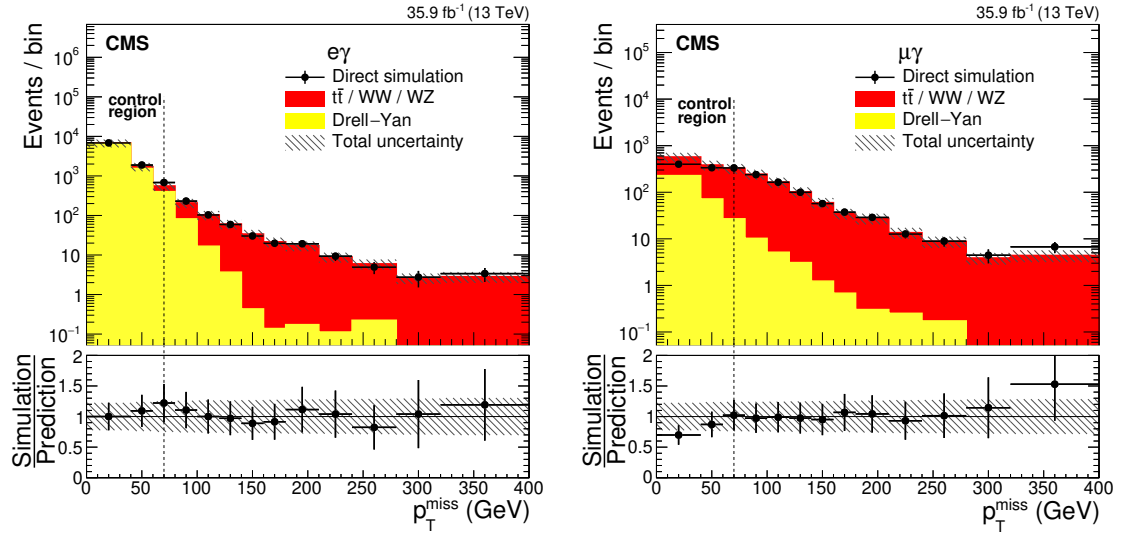 35.9 fb⁻¹ (13 TeV)
Events / bin
10⁶
10⁵
10⁴
10³
10²
10
1
10⁻¹
CMS
eγ
Direct simulation
tt̄ / WW / WZ
Drell−Yan
Total uncertainty
control
region
Simulation
Prediction
2
1.5
1
0.5
0
0 50 100 150 200 250 300 350 400
p_T^miss (GeV)
35.9 fb⁻¹ (13 TeV)
Events / bin
10⁵
10⁴
10³
10²
10
1
10⁻¹
CMS
μγ
Direct simulation
tt̄ / WW / WZ
Drell−Yan
Total uncertainty
control
region
Simulation
Prediction
2
1.5
1
0.5
0
0 50 100 150 200 250 300 350 400
p_T^miss (GeV)